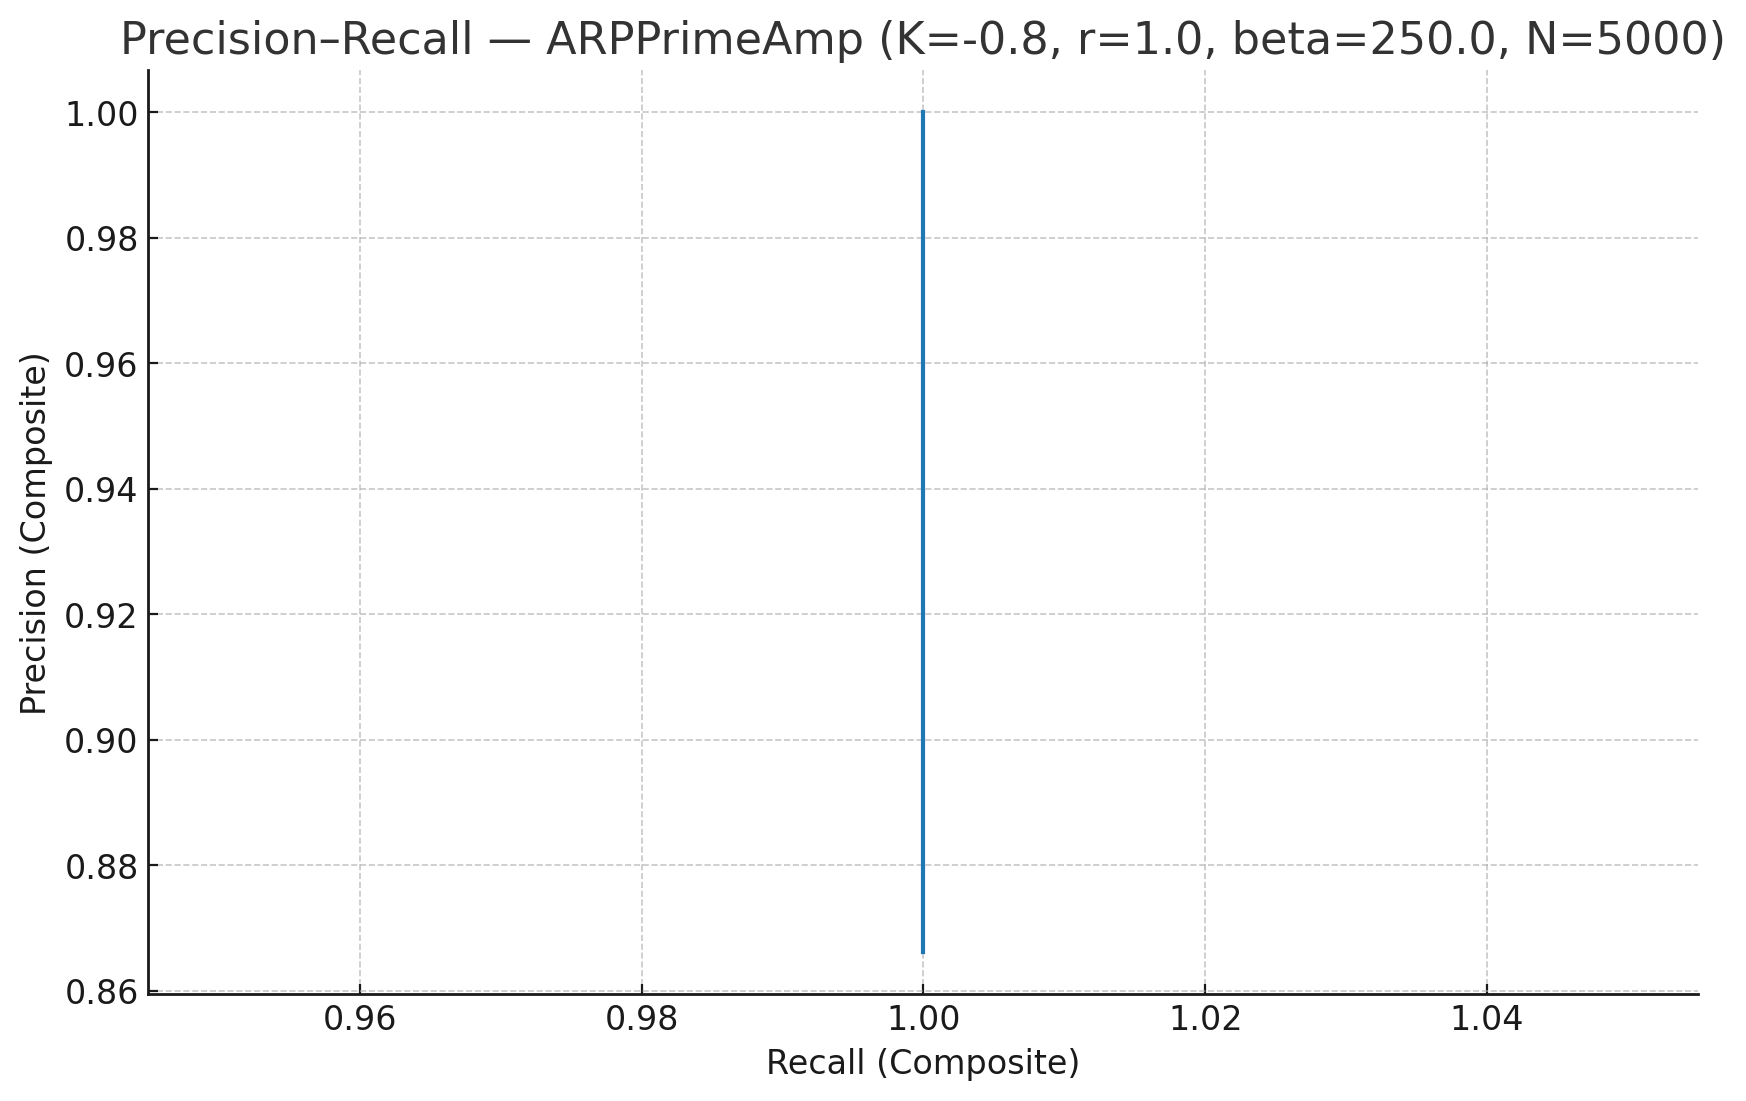 Precision–Recall — ARPPrimeAmp (K=-0.8, r=1.0, beta=250.0, N=5000)
Precision (Composite)
1.00
0.98
0.96
0.94
0.92
0.90
0.88
0.86
0.96 0.98 1.00 1.02 1.04
Recall (Composite)